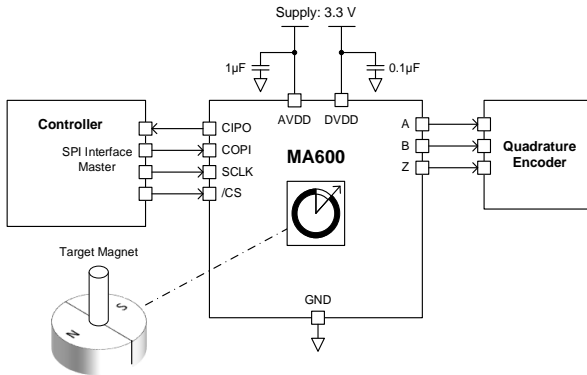 Supply: 3.3 V
1µF
0.1µF
AVDD
DVDD
Controller
SPI Interface
Master
CIPO
COPI
SCLK
/CS
MA600
A
B
Z
Quadrature
Encoder
Target Magnet
S
N
GND